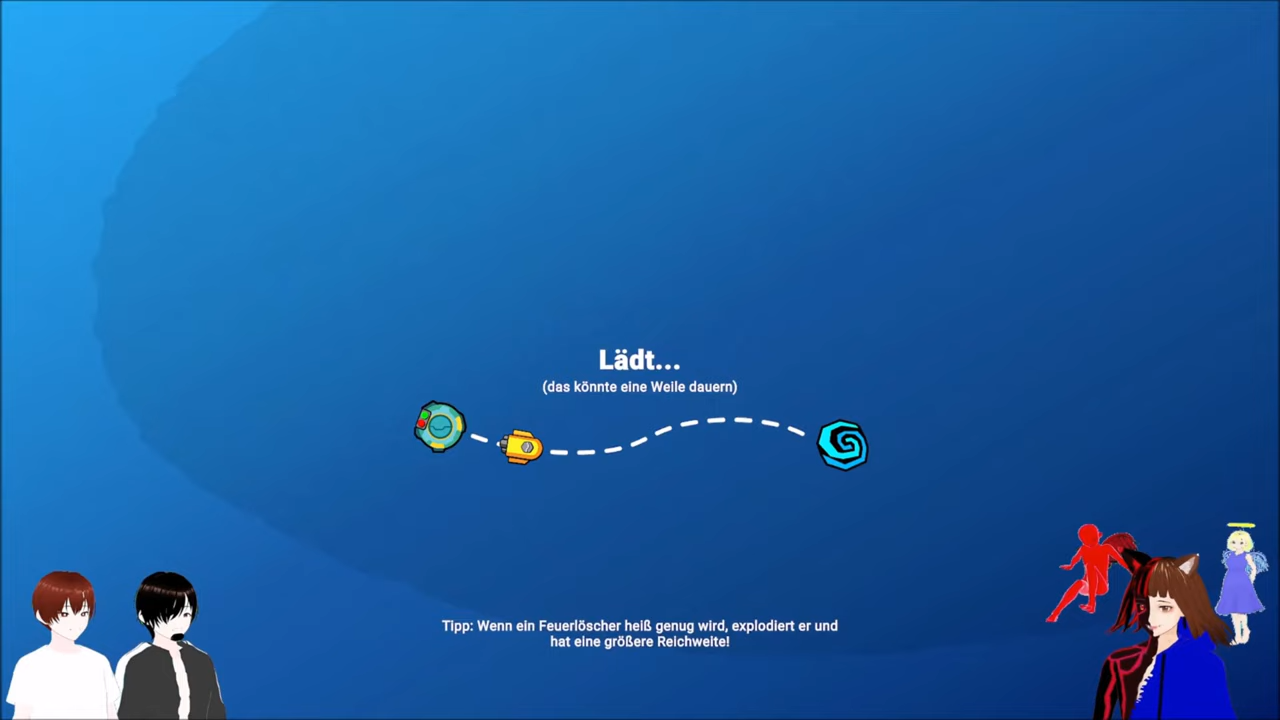 Lädt...
(das könnte eine Weile dauern)
Tipp: Wenn ein Feuerlöscher heiß genug wird, explodiert er und
hat eine größere Reichweite!